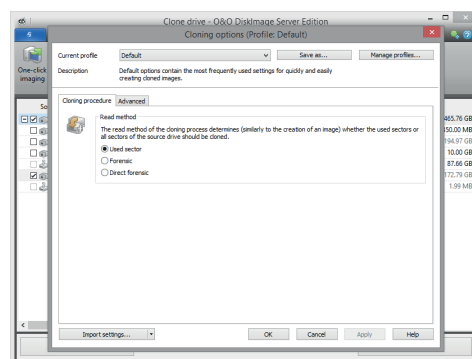 Clone drive - O&O DiskImage Server Edition
Cloning options (Profile: Default)
One-click
imaging
Current profile
Default
Save as...
Manage profiles...
Description
Default options contain the most frequently used settings for quickly and easily
creating cloned images.
Cloning procedure
Advanced
So
Read method
The read method of the cloning process determines (similarly to the creation of an image) whether the used sectors or
all sectors of the source drive should be cloned.
Used sector
Forensic
Direct forensic
465.76 GB
350.00 MB
194.97 GB
10.00 GB
87.66 GB
172.79 GB
1.99 MB
Import settings...
OK
Cancel
Apply
Help